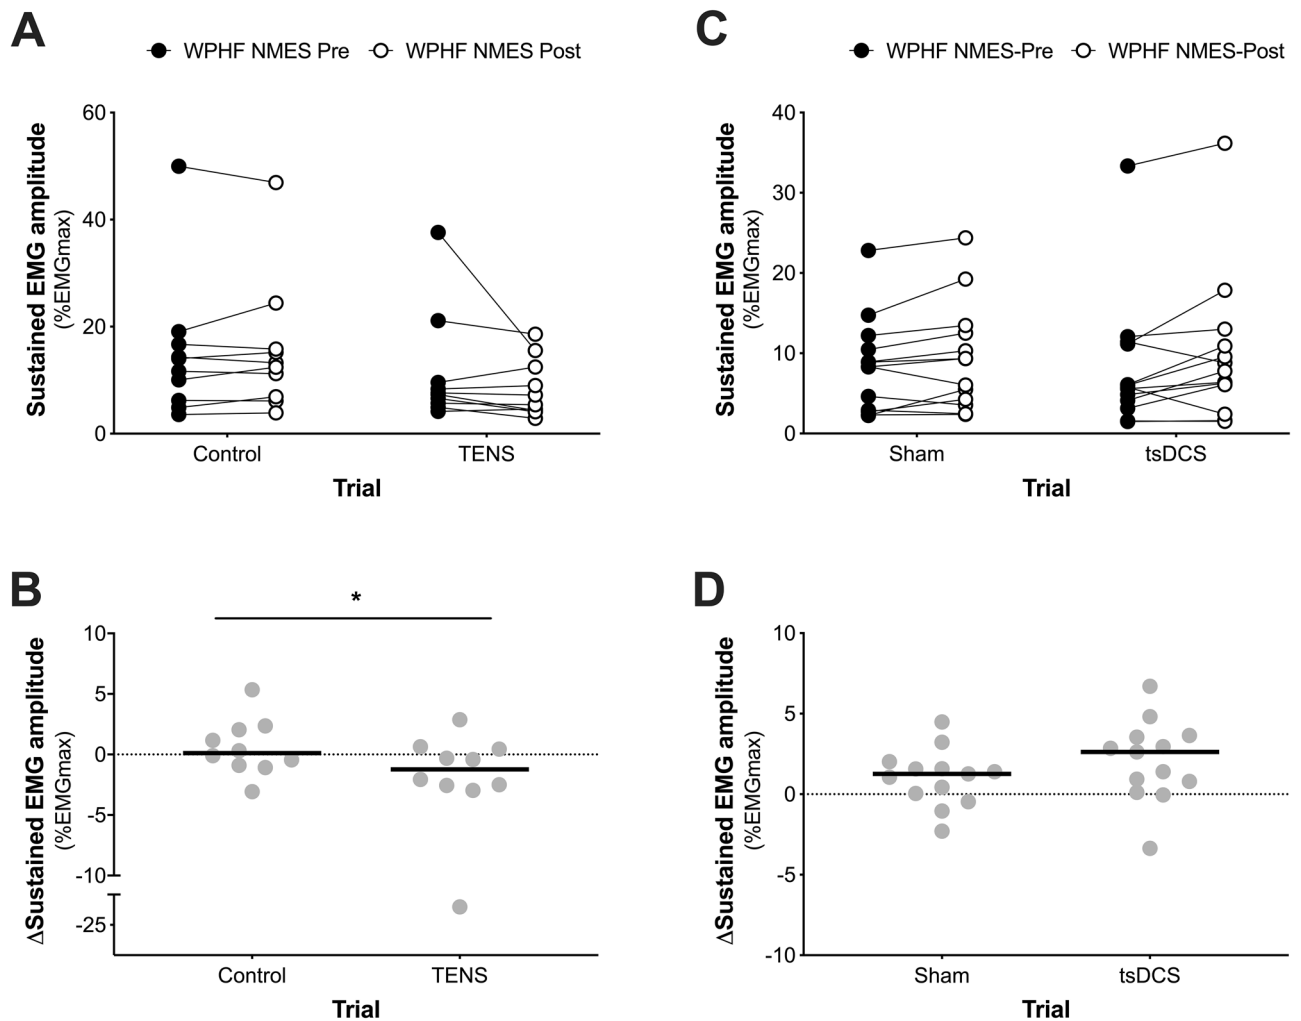 A
WPHF NMES Pre WPHF NMES Post
Sustained EMG amplitude
(%EMGmax)
60
40
20
0
Control TENS
Trial
C
WPHF NMES-Pre WPHF NMES-Post
Sustained EMG amplitude
(%EMGmax)
40
30
20
10
0
Sham tsDCS
Trial
B
*
ΔSustained EMG amplitude
(%EMGmax)
10
5
0
-5
-10
-25
Control TENS
Trial
D
ΔSustained EMG amplitude
(%EMGmax)
10
5
0
-5
-10
Sham tsDCS
Trial